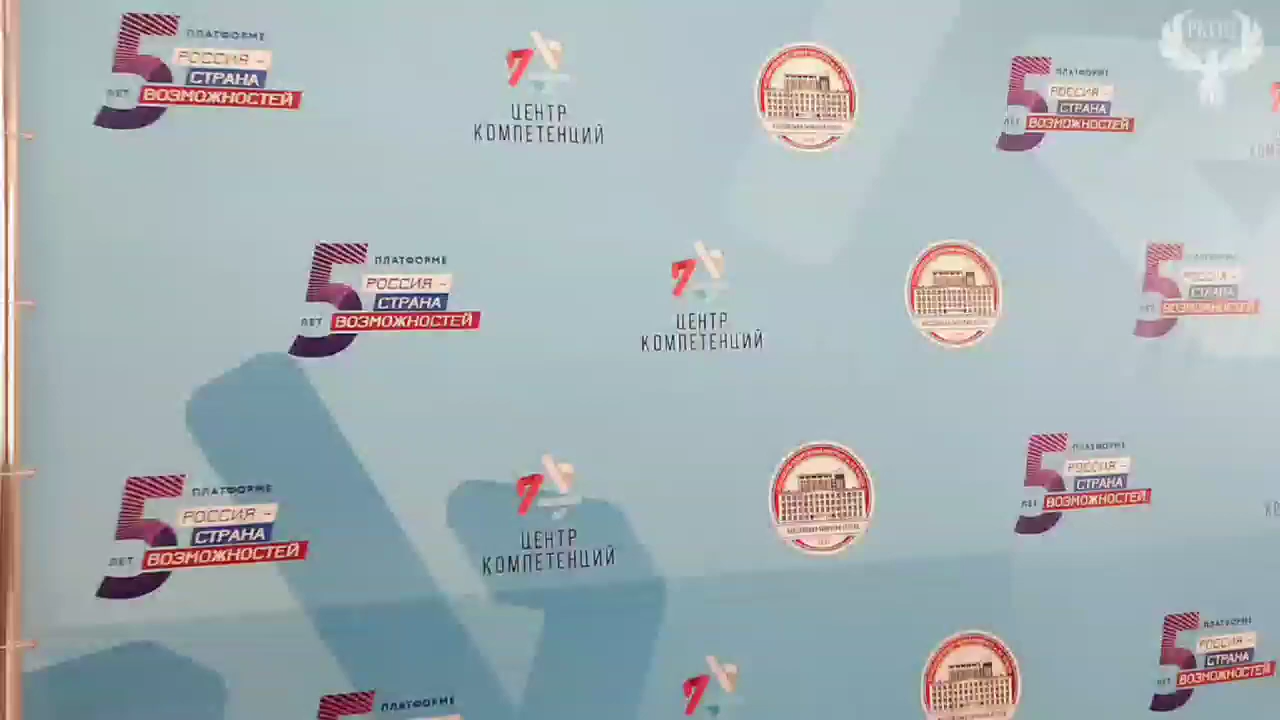 ПЛАТФОРМЕ
РОССИЯ –
СТРАНА
ЛЕТ ВОЗМОЖНОСТЕЙ
5
ЦЕНТР
КОМПЕТЕНЦИЙ
ПЛАТФОРМЕ
РОССИЯ –
СТРАНА
ЛЕТ ВОЗМОЖНОСТЕЙ
5
ПЛАТФОРМЕ
РОССИЯ –
СТРАНА
ЛЕТ ВОЗМОЖНОСТЕЙ
5
ЦЕНТР
КОМПЕТЕНЦИЙ
ПЛАТФОРМЕ
РОССИЯ –
СТРАНА
ЛЕТ ВОЗМОЖНОСТЕЙ
5
ПЛАТФОРМЕ
РОССИЯ –
СТРАНА
ЛЕТ ВОЗМОЖНОСТЕЙ
5
ЦЕНТР
КОМПЕТЕНЦИЙ
ПЛАТФОРМЕ
РОССИЯ –
СТРАНА
ЛЕТ ВОЗМОЖНОСТЕЙ
5
ПЛАТФОРМЕ
РОССИЯ –
СТРАНА
ЛЕТ ВОЗМОЖНОСТЕЙ
5
ПЛАТФОРМЕ
5